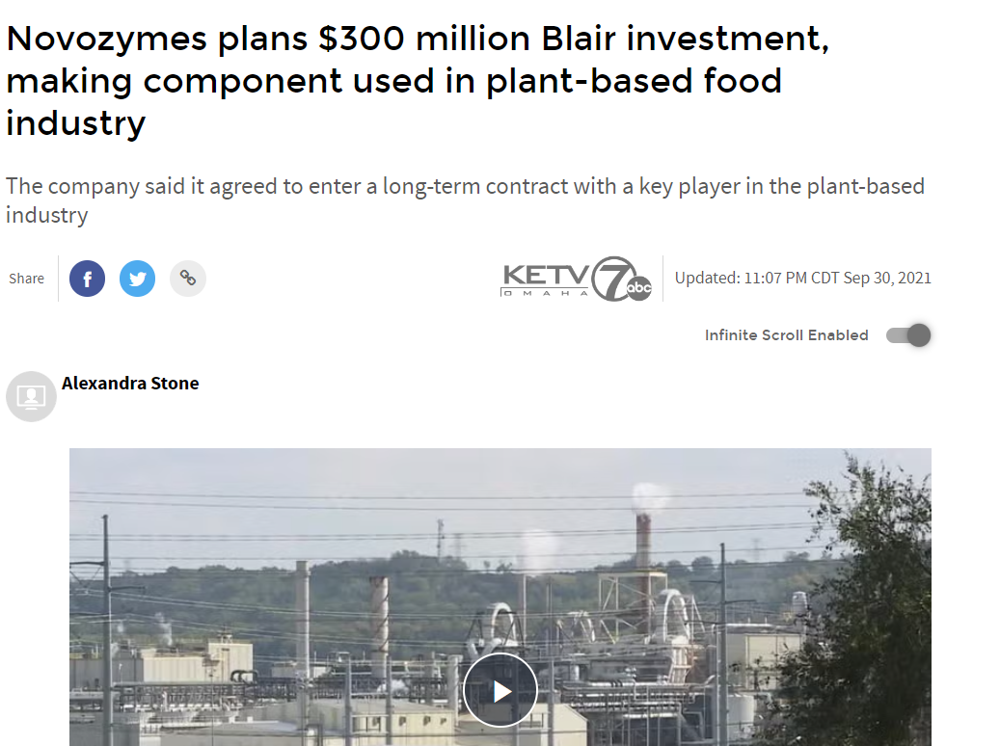 Novozymes plans $300 million Blair investment,
making component used in plant-based food
industry
The company said it agreed to enter a long-term contract with a key player in the plant-based
industry
Share
f
KETV 7 abc
OMAHA
Updated: 11:07 PM CDT Sep 30, 2021
Infinite Scroll Enabled
Alexandra Stone